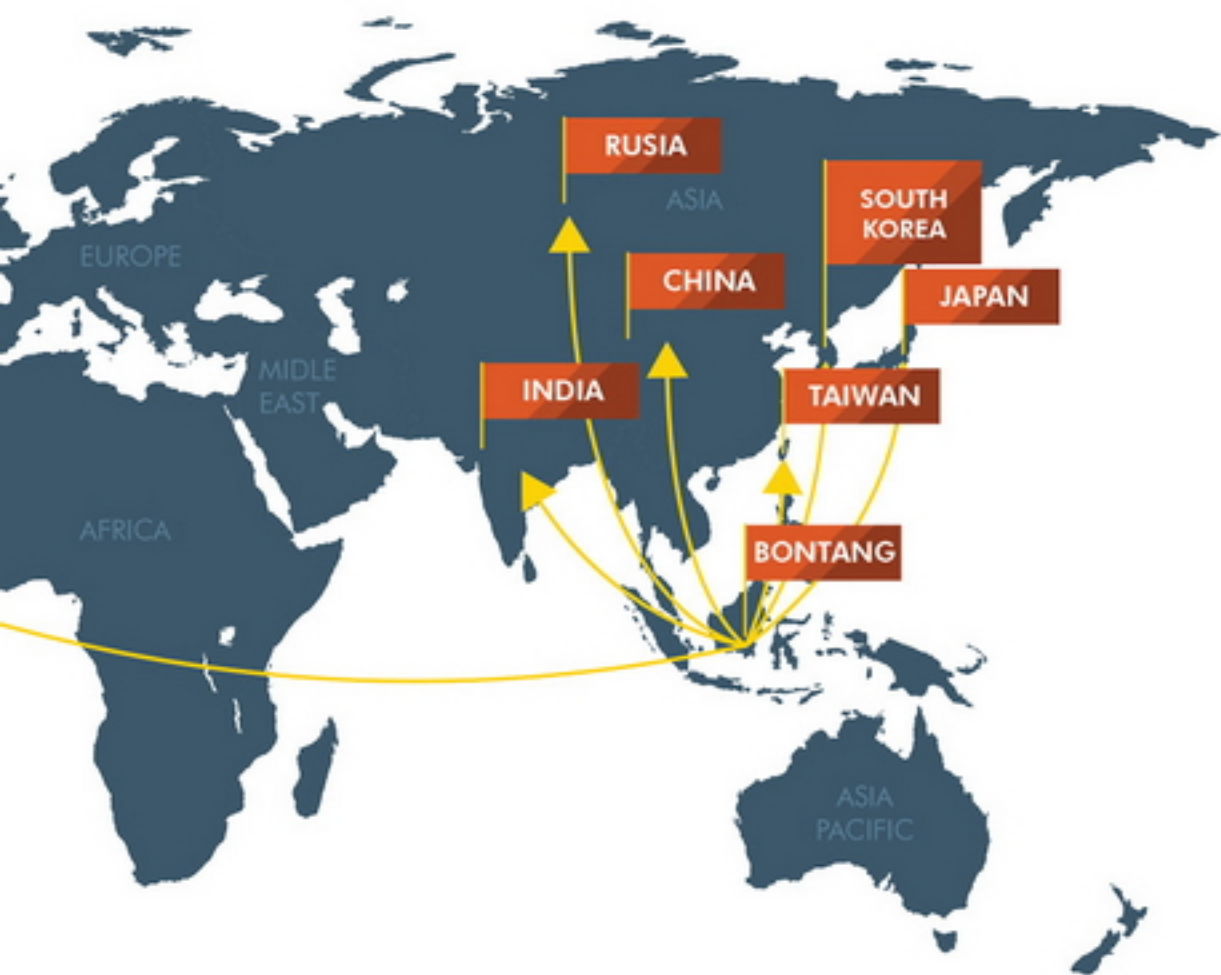 RUSIA
ASIA
SOUTH
KOREA
EUROPE
CHINA
JAPAN
MIDLE
EAST
INDIA
TAIWAN
AFRICA
BONTANG
ASIA
PACIFIC